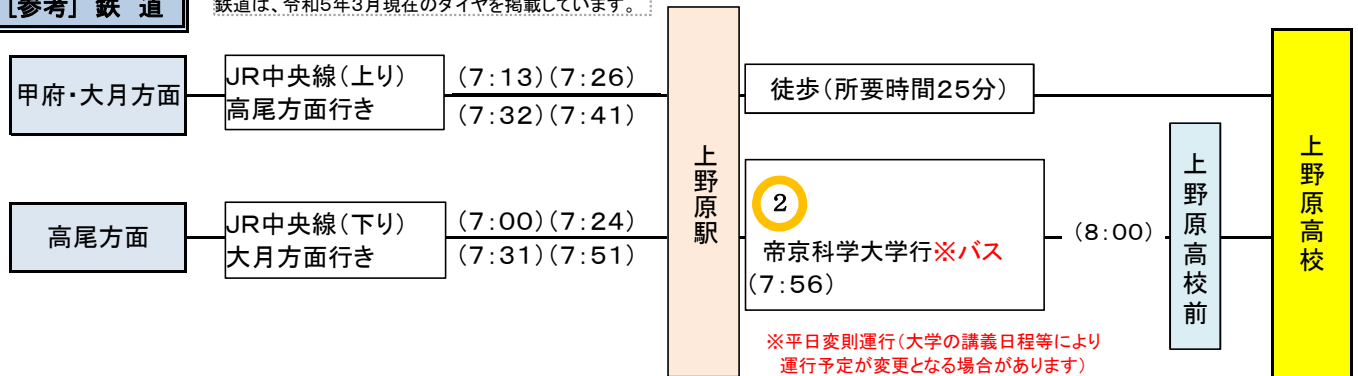 [参考] 鉄 道
鉄道は、令和5年3月現在のダイヤを掲載しています。
甲府・大月方面
JR中央線(上り)
高尾方面行き
(7:13)(7:26)
(7:32)(7:41)
高尾方面
JR中央線(下り)
大月方面行き
(7:00)(7:24)
(7:31)(7:51)
上野原駅
徒歩(所要時間25分)
2
帝京科学大学行※バス
(7:56)
※平日変則運行(大学の講義日程等により
運行予定が変更となる場合があります)
(8:00)
上野原高校前
上野原高校